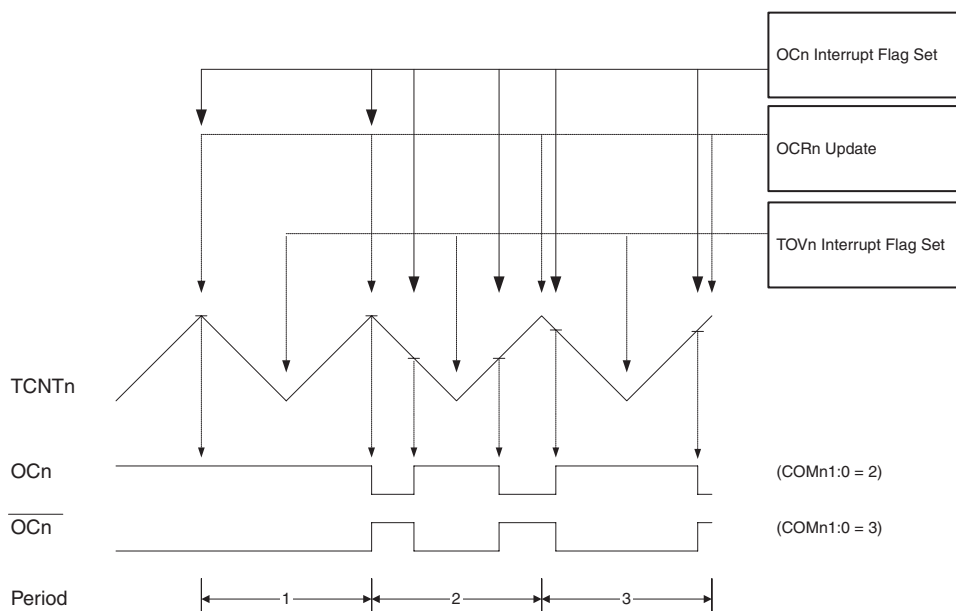 OCn Interrupt Flag Set
OCRn Update
TOVn Interrupt Flag Set
TCNTn
OCn
(COMn1:0 = 2)
OCn
(COMn1:0 = 3)
Period
1
2
3